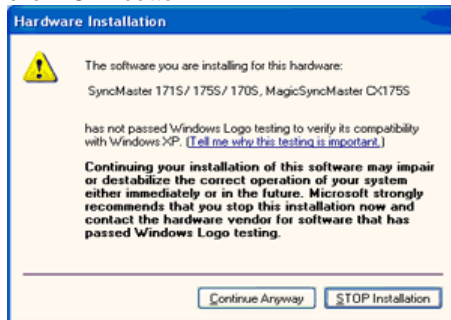 Hardware Installation
The software you are installing for this hardware:
SyncMaster 171S/ 175S/ 170S, MagicSyncMaster CX175S
has not passed Windows Logo testing to verify its compatibility
with Windows XP. (Tell me why this testing is important.)
Continuing your installation of this software may impair
or destabilize the correct operation of your system
either immediately or in the future. Microsoft strongly
recommends that you stop this installation now and
contact the hardware vendor for software that has
passed Windows Logo testing.
Continue Anyway STOP Installation